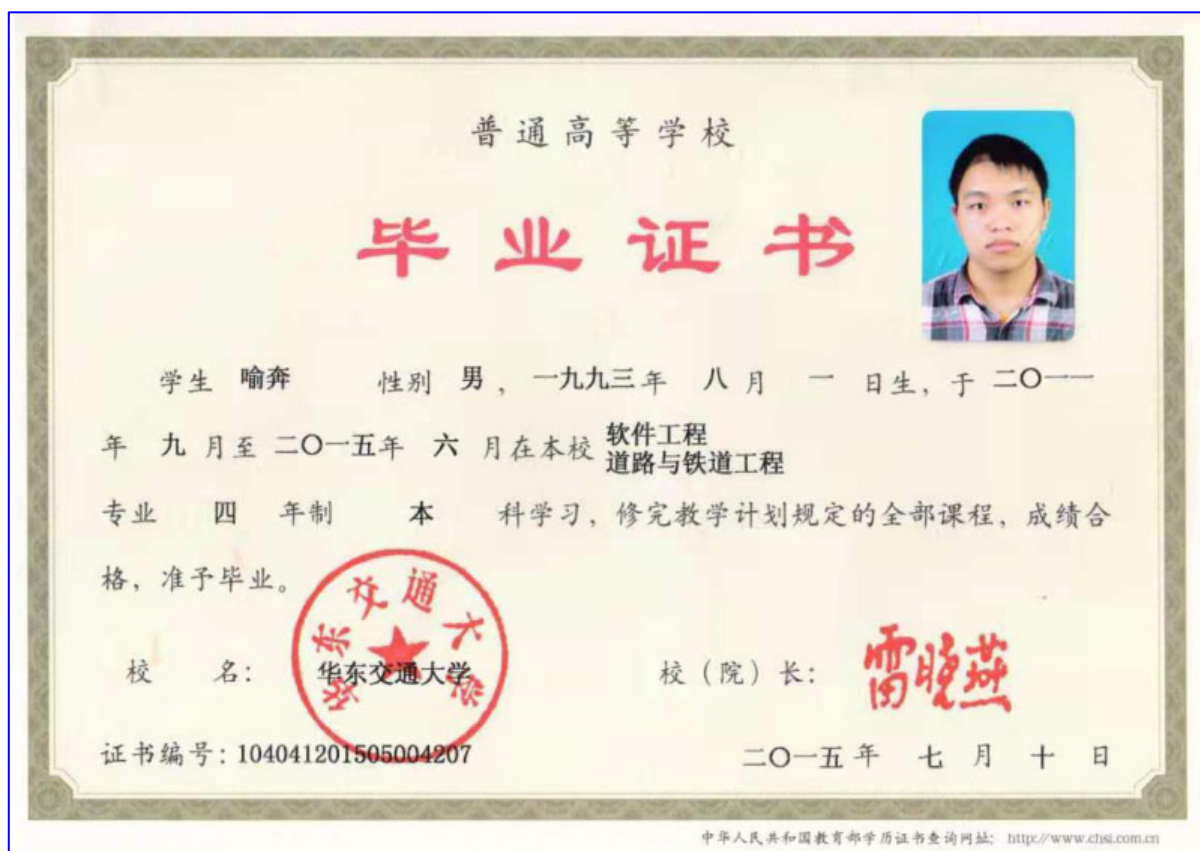 普通高等学校
毕业证书
学生 喻奔 性别 男，一九九三年 八月 一 日生，于 二〇一一
年 九 月至 二〇一五年 六 月在本校 软件工程
道路与铁道工程
专业 四 年制 本 科学习，修完教学计划规定的全部课程，成绩合
格，准予毕业。
华东交通大学
校 名： 华东交通大学 校（院）长： 雷晓燕
证书编号：104041201505004207 二〇一五年 七 月 十 日
中华人民共和国教育部学历证书查询网址： http://www.chsi.com.cn